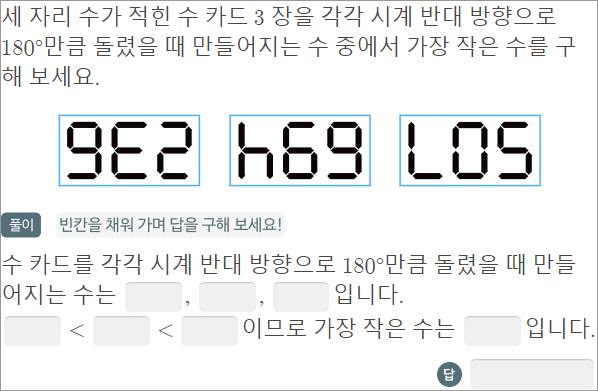 세 자리 수가 적힌 수 카드 3 장을 각각 시계 반대 방향으로
180°만큼 돌렸을 때 만들어지는 수 중에서 가장 작은 수를 구
해 보세요.
9E2 h69 L05
풀이 빈칸을 채워 가며 답을 구해 보세요!
수 카드를 각각 시계 반대 방향으로 180°만큼 돌렸을 때 만들
어지는 수는 , , 입니다.
< < 이므로 가장 작은 수는 입니다.
답